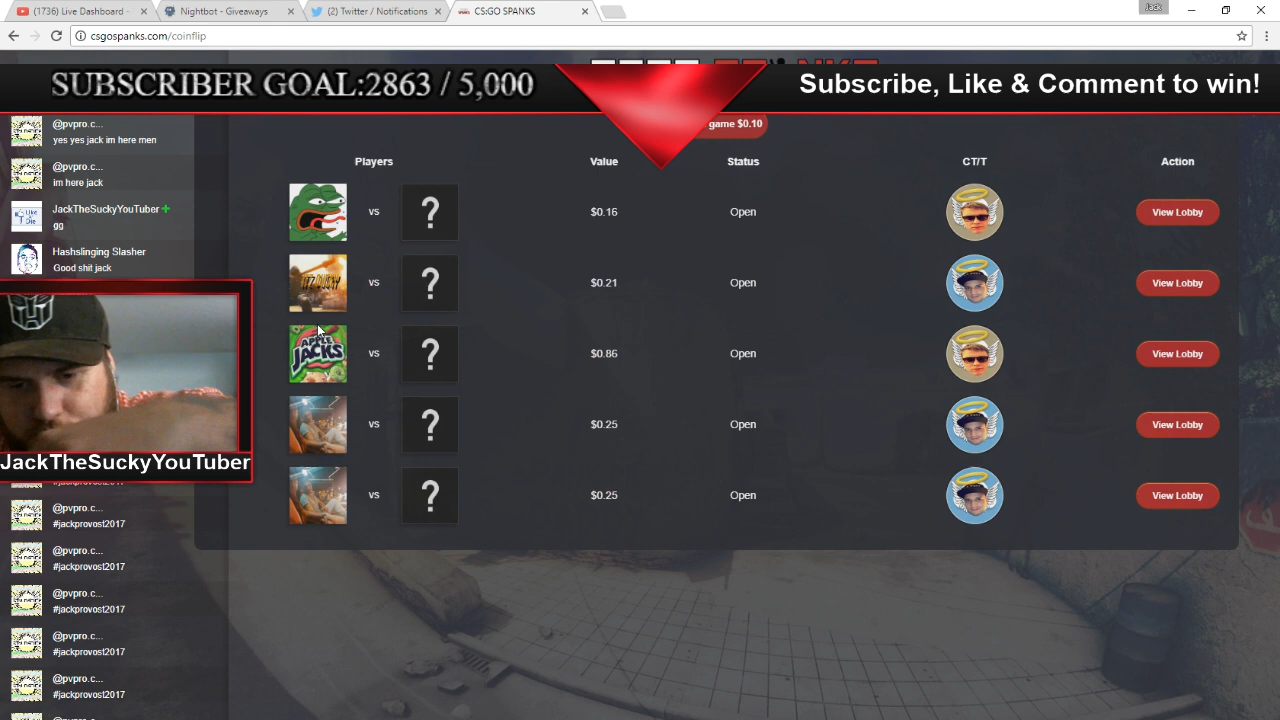 (1736) Live Dashboard -
Nightbot - Giveaways
(2) Twitter / Notifications
CS:GO SPANKS
Jack
csgospanks.com/coinflip
SUBSCRIBER GOAL:2863 / 5,000
Subscribe, Like & Comment to win!
game $0.10
@pvpro.c...
yes yes jack im here men
@pvpro.c...
im here jack
JackTheSuckyYouTuber +
gg
Hashslinging Slasher
Good shit jack
Players
Value
Status
CT/T
Action
vs
?
$0.16
Open
View Lobby
vs
?
$0.21
Open
View Lobby
APPLE JACKS
vs
?
$0.86
Open
View Lobby
vs
?
$0.25
Open
View Lobby
vs
?
$0.25
Open
View Lobby
JackTheSuckyYouTuber
@pvpro.c...
#jackprovost2017
@pvpro.c...
#jackprovost2017
@pvpro.c...
#jackprovost2017
@pvpro.c...
#jackprovost2017
@pvpro.c...
#jackprovost2017